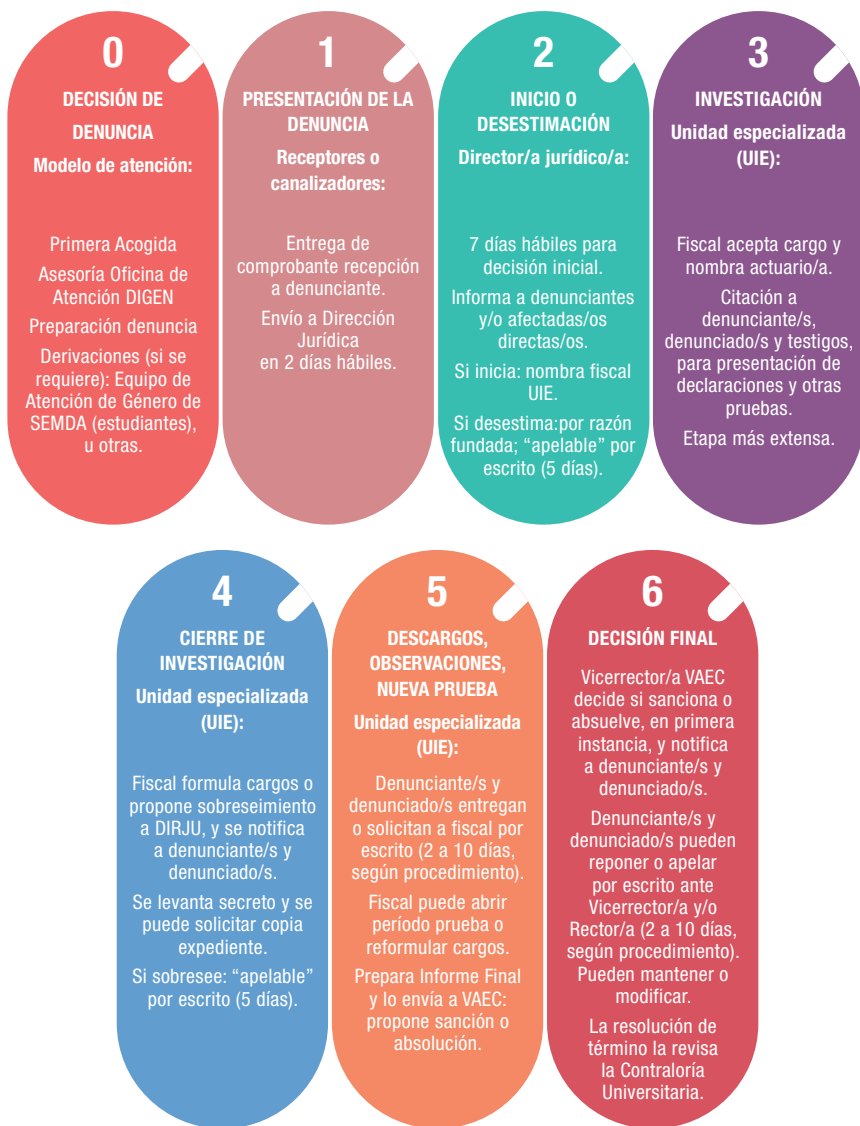 0
DECISIÓN DE
DENUNCIA
Modelo de atención:
Primera Acogida
Asesoría Oficina de
Atención DIGEN
Preparación denuncia
Derivaciones (si se
requiere): Equipo de
Atención de Género de
SEMDA (estudiantes),
u otras.
1
PRESENTACIÓN DE LA
DENUNCIA
Receptores o
canalizadores:
Entrega de
comprobante recepción
a denunciante.
Envío a Dirección
Jurídica
en 2 días hábiles.
2
INICIO O
DESESTIMACIÓN
Director/a jurídico/a:
7 días hábiles para
decisión inicial.
Informa a denunciantes
y/o afectadas/os
directas/os.
Si inicia: nombra fiscal
UIE.
Si desestima:por razón
fundada; “apelable” por
escrito (5 días).
3
INVESTIGACIÓN
Unidad especializada
(UIE):
Fiscal acepta cargo y
nombra actuario/a.
Citación a
denunciante/s,
denunciado/s y testigos,
para presentación de
declaraciones y otras
pruebas.
Etapa más extensa.
4
CIERRE DE
INVESTIGACIÓN
Unidad especializada
(UIE):
Fiscal formula cargos o
propone sobreseimiento
a DIRJU, y se notifica
a denunciante/s y
denunciado/s.
Se levanta secreto y se
puede solicitar copia
expediente.
Si sobresee: “apelable”
por escrito (5 días).
5
DESCARGOS,
OBSERVACIONES,
NUEVA PRUEBA
Unidad especializada
(UIE):
Denunciante/s y
denunciado/s entregan
o solicitan a fiscal por
escrito (2 a 10 días,
según procedimiento).
Fiscal puede abrir
período prueba o
reformular cargos.
Prepara Informe Final
y lo envía a VAEC:
propone sanción o
absolución.
6
DECISIÓN FINAL
Vicerrector/a VAEC
decide si sanciona o
absuelve, en primera
instancia, y notifica
a denunciante/s y
denunciado/s.
Denunciante/s y
denunciado/s pueden
reponer o apelar
por escrito ante
Vicerrector/a y/o
Rector/a (2 a 10 días,
según procedimiento).
Pueden mantener o
modificar.
La resolución de
término la revisa
la Contraloría
Universitaria.